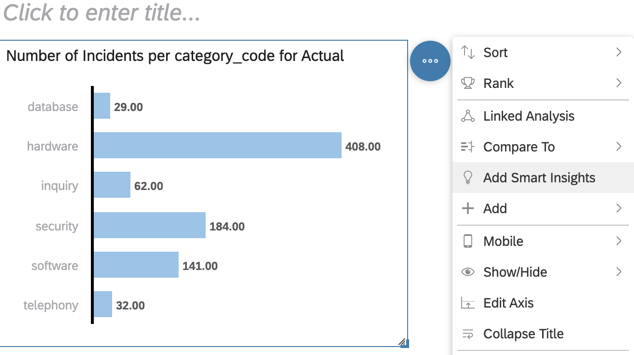 Click to enter title...
Number of Incidents per category_code for Actual
database 29.00
hardware 408.00
inquiry 62.00
security 184.00
software 141.00
telephony 32.00
Sort
Rank
Linked Analysis
Compare To
Add Smart Insights
Add
Mobile
Show/Hide
Edit Axis
Collapse Title